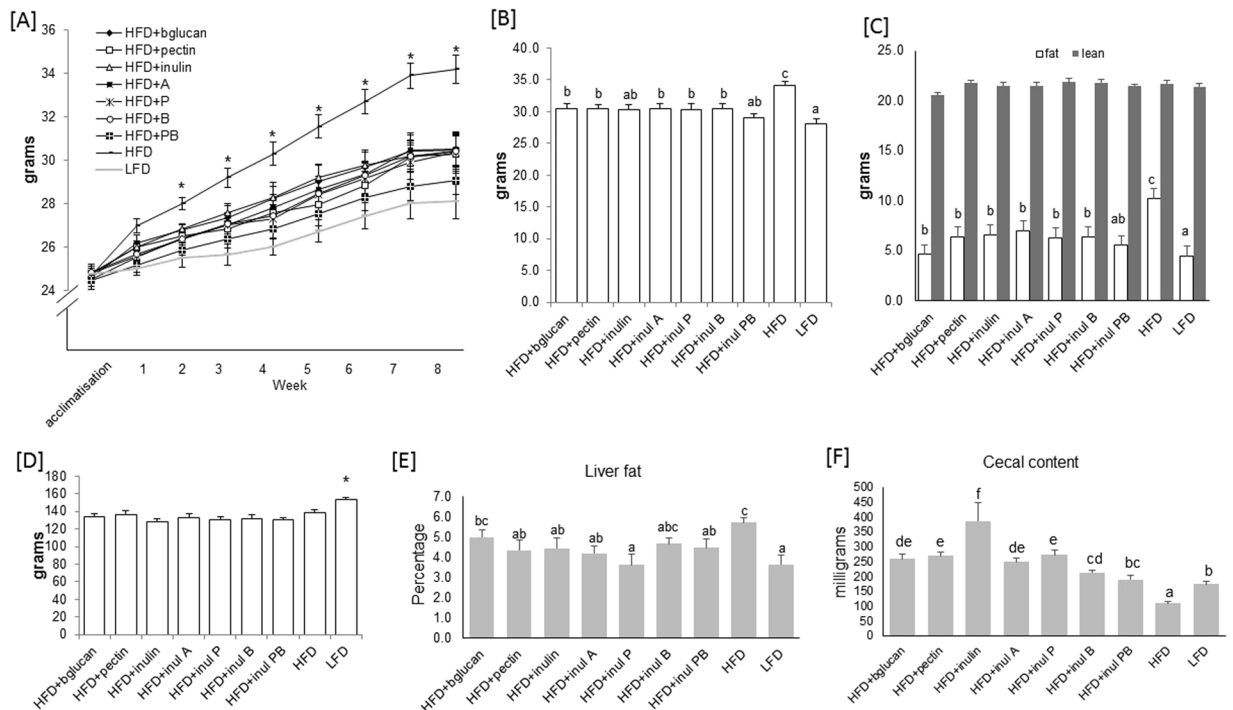 [A]
grams
36
34
32
30
28
26
24
HFD+bglucan
HFD+pectin
HFD+inulin
HFD+A
HFD+P
HFD+B
HFD+PB
HFD
LFD
* * * * * * *
acclimatisation 1 2 3 4 5 6 7 8
Week
[B]
grams
40.0
35.0
30.0
25.0
20.0
15.0
10.0
5.0
0.0
b b ab b b b ab c a
HFD+bglucan HFD+pectin HFD+inulin HFD+inul A HFD+inul P HFD+inul B HFD+inul PB HFD LFD
[C]
fat lean
grams
25.0
20.0
15.0
10.0
5.0
0.0
a b b b b b ab c a
HFD+bglucan HFD+pectin HFD+inulin HFD+inul A HFD+inul P HFD+inul B HFD+inul PB HFD LFD
[D]
grams
180
160
140
120
100
80
60
40
20
0
*
HFD+bglucan HFD+pectin HFD+inulin HFD+inul A HFD+inul P HFD+inul B HFD+inul PB HFD LFD
[E]
Liver fat
Percentage
7.0
6.0
5.0
4.0
3.0
2.0
1.0
0.0
bc ab ab a a abc ab c a
HFD+bglucan HFD+pectin HFD+inulin HFD+inul A HFD+inul P HFD+inul B HFD+inul PB HFD LFD
[F]
Cecal content
milligrams
500
450
400
350
300
250
200
150
100
50
0
de e f de e cd bc a b
HFD+bglucan HFD+pectin HFD+inulin HFD+inul A HFD+inul P HFD+inul B HFD+inul PB HFD LFD